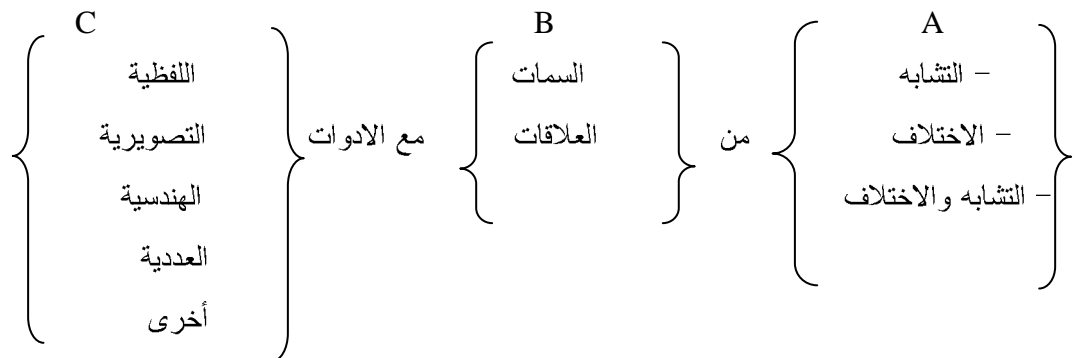 A B C
- التشابه
- الاختلاف
- التشابه والاختلاف
من
السمات
العلاقات
مع الادوات
اللفظية
التصويرية
الهندسية
العددية
أخرى